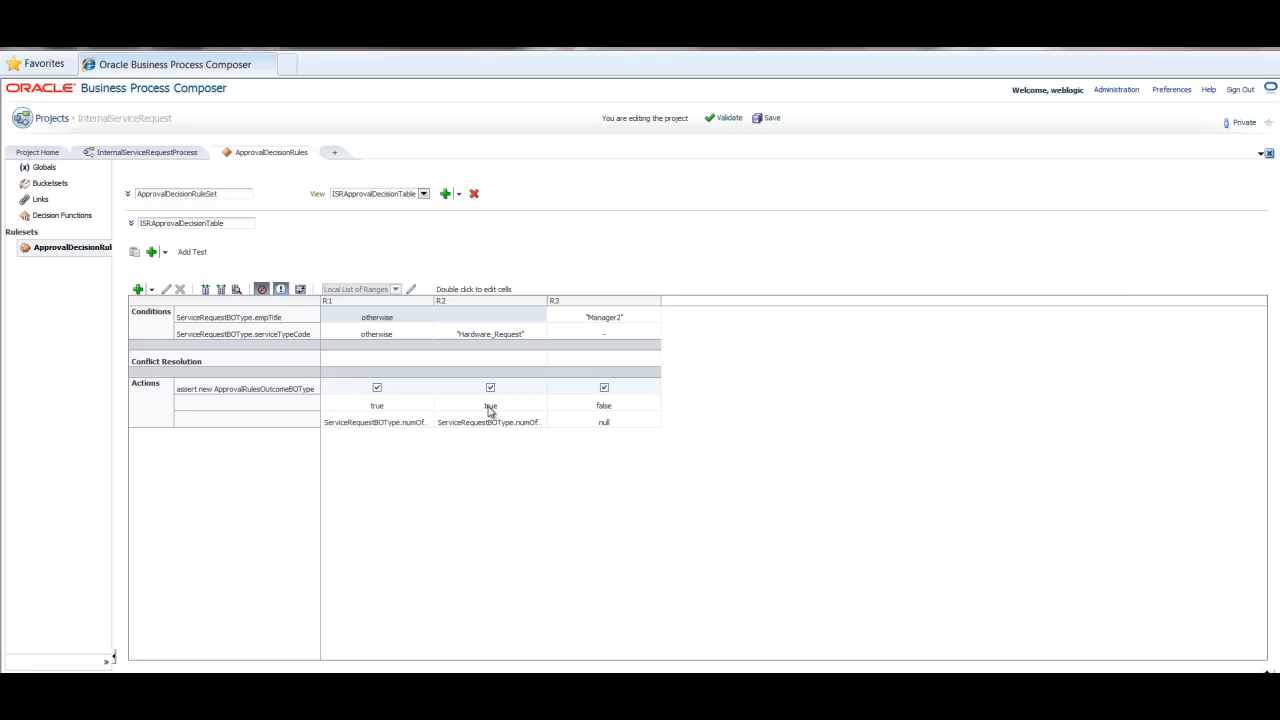 Favorites
Oracle Business Process Composer
ORACLE Business Process Composer
Welcome, weblogic Administration Preferences Help Sign Out
Projects > InternalServiceRequest
You are editing the project
Validate Save
Private
Project Home InternalServiceRequestProcess ApprovalDecisionRules +
(x) Globals
Bucketsets
Links
Decision Functions
Rulesets
ApprovalDecisionRul
ApprovalDecisionRuleSet View ISRApprovalDecisionTable
ISRApprovalDecisionTable
Add Test
Local List of Ranges Double click to edit cells
R1 R2 R3
Conditions ServiceRequestBOType.empTitle otherwise "Manager2"
ServiceRequestBOType.serviceTypeCode otherwise "Hardware_Request" -
Conflict Resolution
Actions assert new ApprovalRulesOutcomeBOType
true true false
ServiceRequestBOType.numOf.. ServiceRequestBOType.numOf... null
»